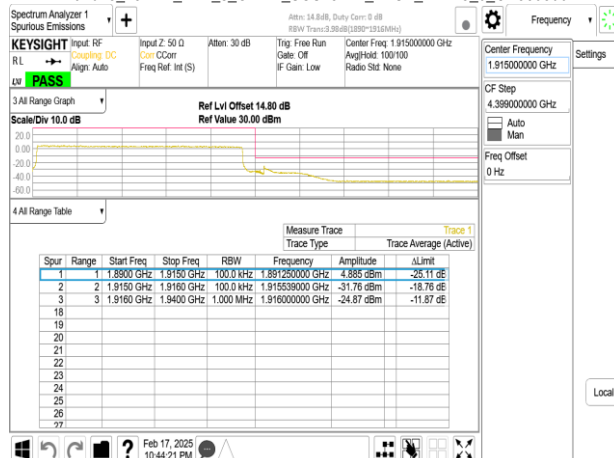 Spectrum Analyzer 1
Spurious Emissions
Attn: 14.8dB, Duty Corr: 0 dB
RBW Trans:3.98dB(1890~1916MHz)
Frequency
KEYSIGHT
RL
PASS
Input: RF
Coupling: DC
Align: Auto
Input Z: 50 Ω
Corr CCorr
Freq Ref: Int (S)
Atten: 30 dB
Trig: Free Run
Gate: Off
IF Gain: Low
Center Freq: 1.915000000 GHz
Avg|Hold: 100/100
Radio Std: None
Center Frequency
1.915000000 GHz
Settings
CF Step
4.399000000 GHz
Auto
Man
Freq Offset
0 Hz
3 All Range Graph
Scale/Div 10.0 dB
Ref Lvl Offset 14.80 dB
Ref Value 30.00 dBm
20.0
0.00
-20.0
-40.0
-60.0
4 All Range Table
Measure Trace Trace 1
Trace Type Trace Average (Active)
Spur Range Start Freq Stop Freq RBW Frequency Amplitude ΔLimit
1 1 1.8900 GHz 1.9150 GHz 100.0 kHz 1.891250000 GHz 4.885 dBm -25.11 dB
2 2 1.9150 GHz 1.9160 GHz 100.0 kHz 1.915539000 GHz -31.76 dBm -18.76 dB
3 3 1.9160 GHz 1.9400 GHz 1.000 MHz 1.916000000 GHz -24.87 dBm -11.87 dB
18
19
20
21
22
23
24
25
26
27
Local
Feb 17, 2025
10:44:21 PM